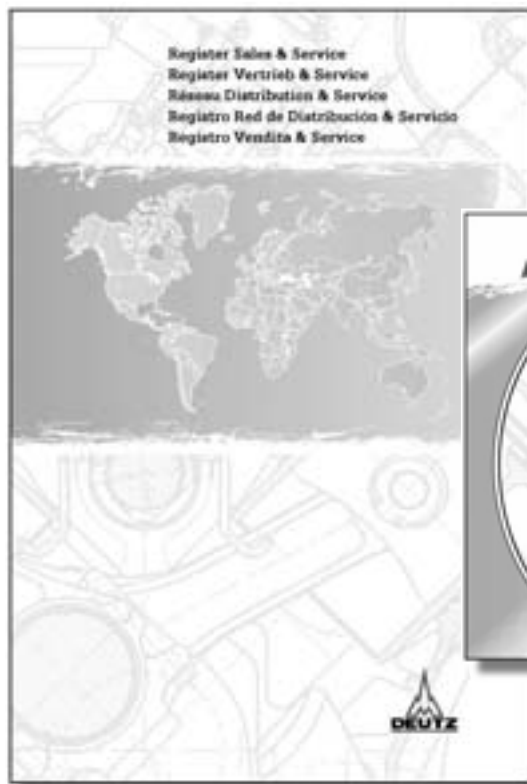 Register Sales & Service
Register Vertrieb & Service
Réseau Distribution & Service
Registro Red de Distribución & Servicio
Registro Vendita & Service
DEUTZ